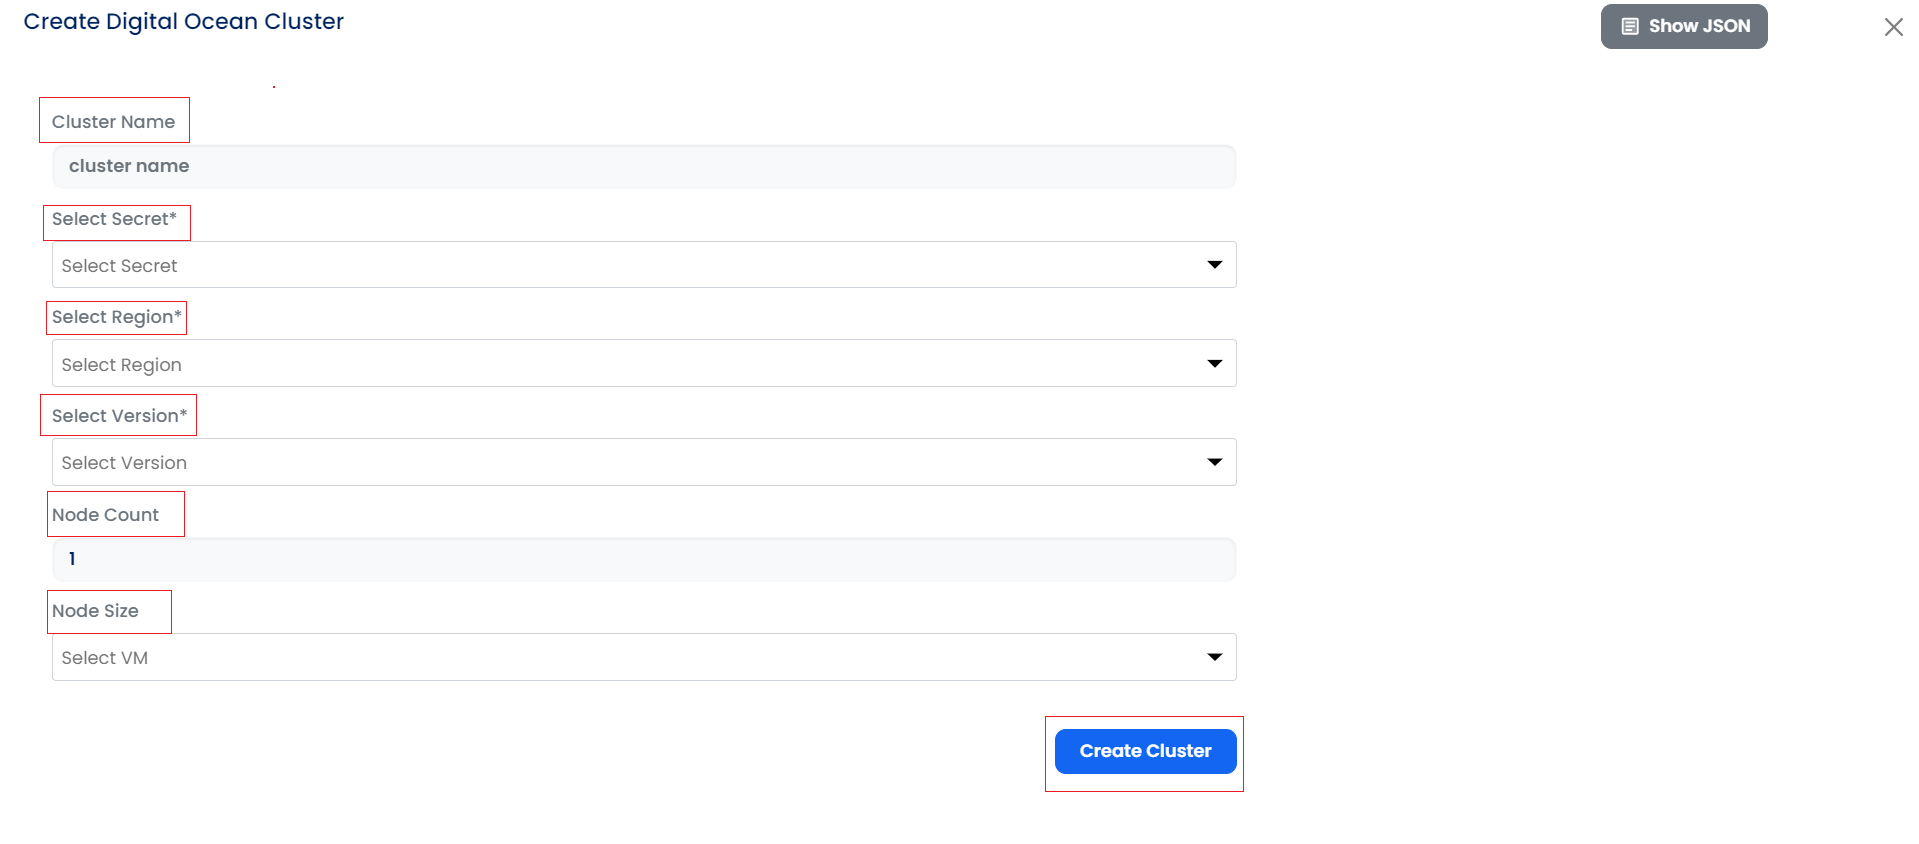 Create Digital Ocean Cluster
Show JSON
Cluster Name
cluster name
Select Secret*
Select Secret
Select Region*
Select Region
Select Version*
Select Version
Node Count
1
Node Size
Select VM
Create Cluster